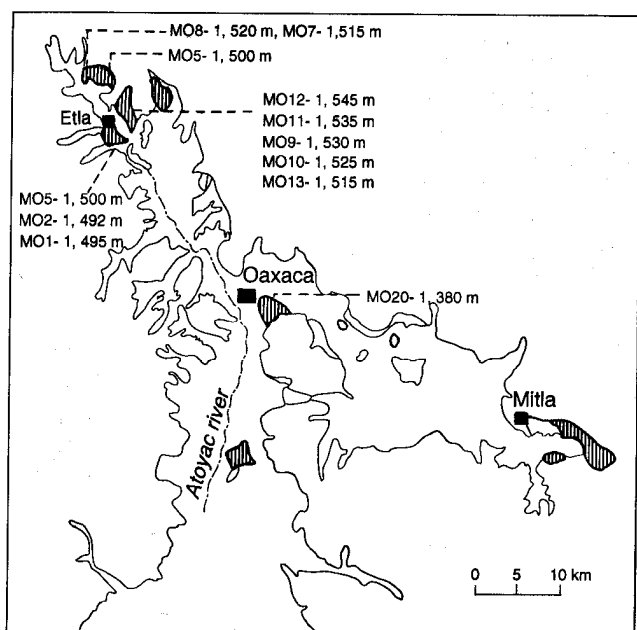 MO8- 1, 520 m, MO7- 1,515 m
MO5- 1, 500 m
MO12- 1, 545 m
MO11- 1, 535 m
MO9- 1, 530 m
MO10- 1, 525 m
MO13- 1, 515 m
Etla
MO5- 1, 500 m
MO2- 1, 492 m
MO1- 1, 495 m
Oaxaca
MO20- 1, 380 m
Mitla
Atoyac river
0 5 10 km